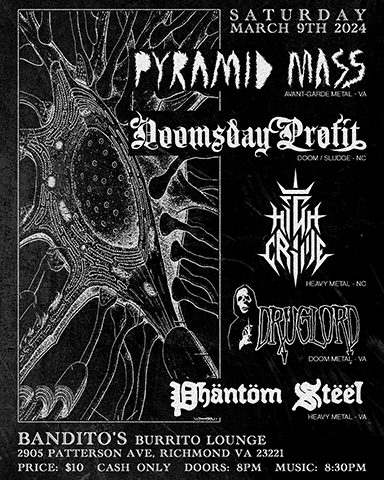 SATURDAY
MARCH 9TH 2024
PYRAMID MASS
AVANT-GARDE METAL - VA
Doomsday Profit
DOOM / SLUDGE - NC
HIGH
CRIME
HEAVY METAL - NC
DRUGLORD
DOOM METAL - VA
Phäntöm Stëël
HEAVY METAL - VA
BANDITO'S BURRITO LOUNGE
2905 PATTERSON AVE, RICHMOND VA 23221
PRICE: $10 CASH ONLY DOORS: 8PM MUSIC: 8:30PM